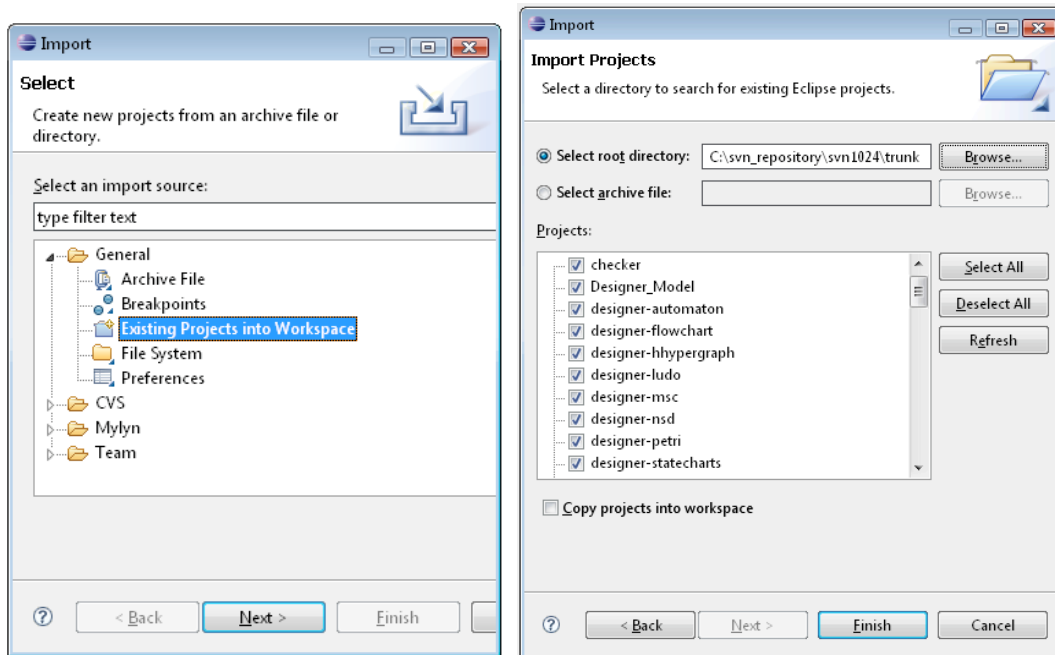 Import
Select
Create new projects from an archive file or
directory.
Select an import source:
type filter text
General
Archive File
Breakpoints
Existing Projects into Workspace
File System
Preferences
CVS
Mylyn
Team
?
< Back
Next >
Finish
Import
Import Projects
Select a directory to search for existing Eclipse projects.
Select root directory:
C:\svn_repository\svn1024\trunk
Browse...
Select archive file:
Browse...
Projects:
checker
Designer_Model
designer-automaton
designer-flowchart
designer-hhypergraph
designer-ludo
designer-msc
designer-nsd
designer-petri
designer-statecharts
Select All
Deselect All
Refresh
Copy projects into workspace
?
< Back
Next >
Finish
Cancel